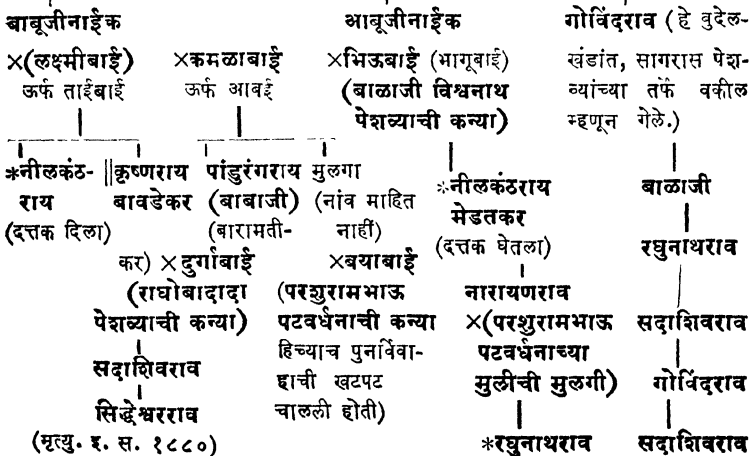 बाबूजीनाईक आबूजीनाईक गोविंदराव (हे वुदेल-
×(लक्ष्मीबाई) ×कमळाबाई ×भिऊबाई (भागूबाई) खंडांत, सागरास पेश-
ऊर्फ ताईबाई ऊर्फ आवई (बाळाजी विश्वनाथ व्यांच्या तर्फे वकील
पेशव्याची कन्या) म्हणून गेले.)
*नीलकंठ- ||कृष्णराय पांडुरंगराय मुलगा *नीलकंठराय बाळाजी
राय बावडेकर (बाबाजी) (नांव माहित मेडतकर
(दत्तक दिला) (बारामती- नाहीं) (दत्तक घेतला) रघुनाथराव
कर) ×दुर्गाबाई ×बयाबाई
(राघोबादादा (परशुरामभाऊ नारायणराव
पेशव्याची कन्या) पटवर्धनाची कन्या ×(परशुरामभाऊ सदाशिवराव
हिच्याच पुनर्विवा- पटवर्धनाच्या
सदाशिवराव हाची खटपट मुलीची मुलगी) गोविंदराव
सिद्धेश्वरराव चालली होती)
(मृत्यु. इ. स. १८८०) *रघुनाथराव सदाशिवराव